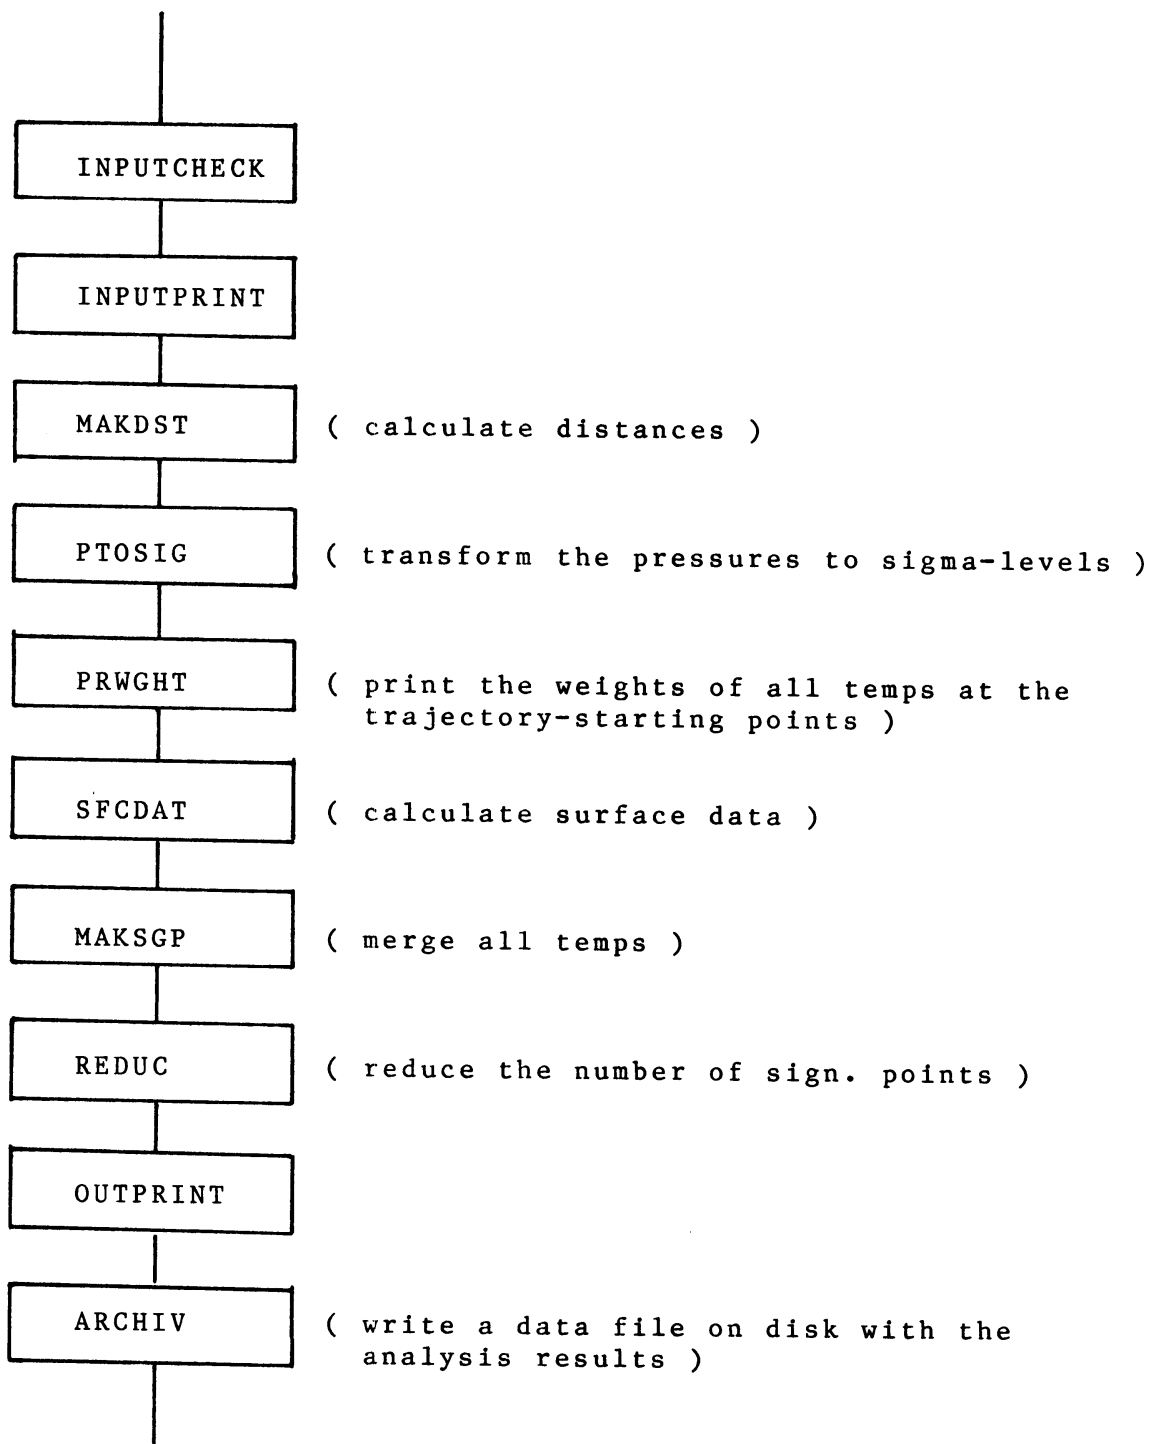 INPUTCHECK
INPUTPRINT
MAKDST
( calculate distances )
PTOSIG
( transform the pressures to sigma-levels )
PRWGHT
( print the weights of all temps at the
trajectory-starting points )
SFCDAT
( calculate surface data )
MAKSGP
( merge all temps )
REDUC
( reduce the number of sign. points )
OUTPRINT
ARCHIV
( write a data file on disk with the
analysis results )